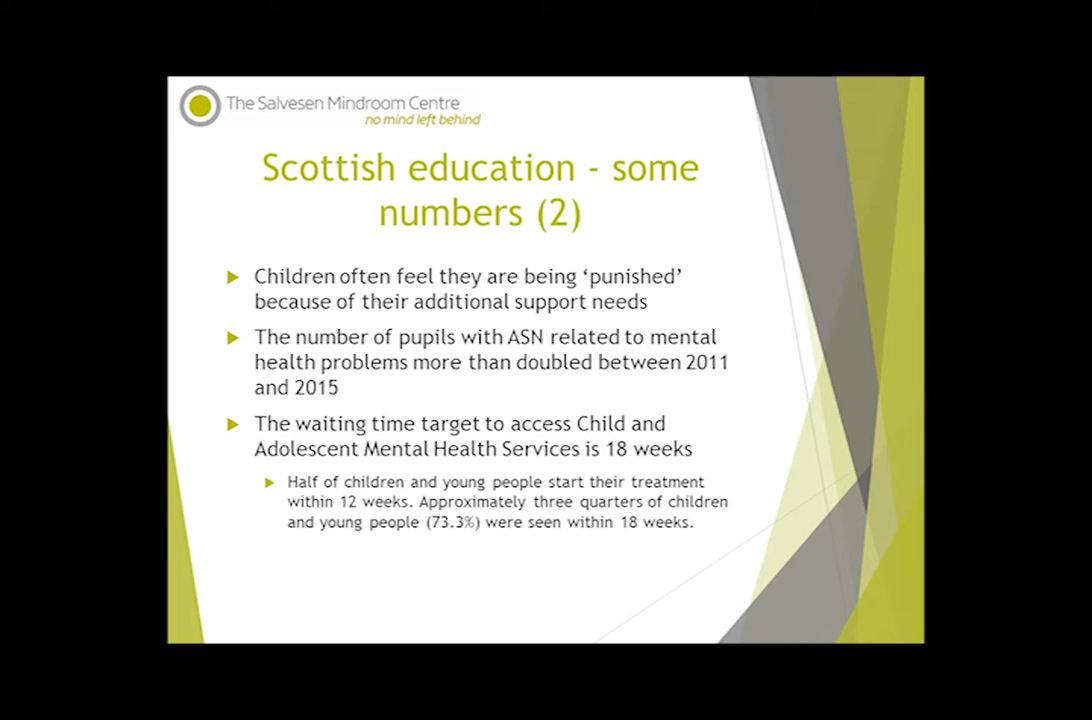 The Salvesen Mindroom Centre
no mind left behind
Scottish education - some
numbers (2)
Children often feel they are being ‘punished’
because of their additional support needs
The number of pupils with ASN related to mental
health problems more than doubled between 2011
and 2015
The waiting time target to access Child and
Adolescent Mental Health Services is 18 weeks
Half of children and young people start their treatment
within 12 weeks. Approximately three quarters of children
and young people (73.3%) were seen within 18 weeks.